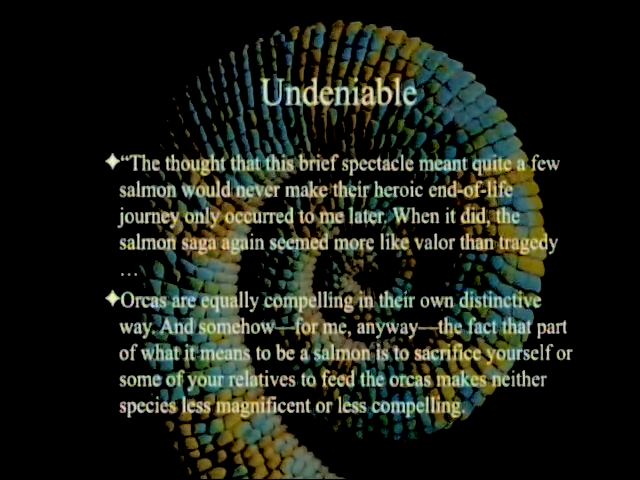 Undeniable
“The thought that this brief spectacle meant quite a few
salmon would never make their heroic end-of-life
journey only occurred to me later. When it did, the
salmon saga again seemed more like valor than tragedy
…
Orcas are equally compelling in their own distinctive
way. And somehow—for me, anyway—the fact that part
of what it means to be a salmon is to sacrifice yourself or
some of your relatives to feed the orcas makes neither
species less magnificent or less compelling.